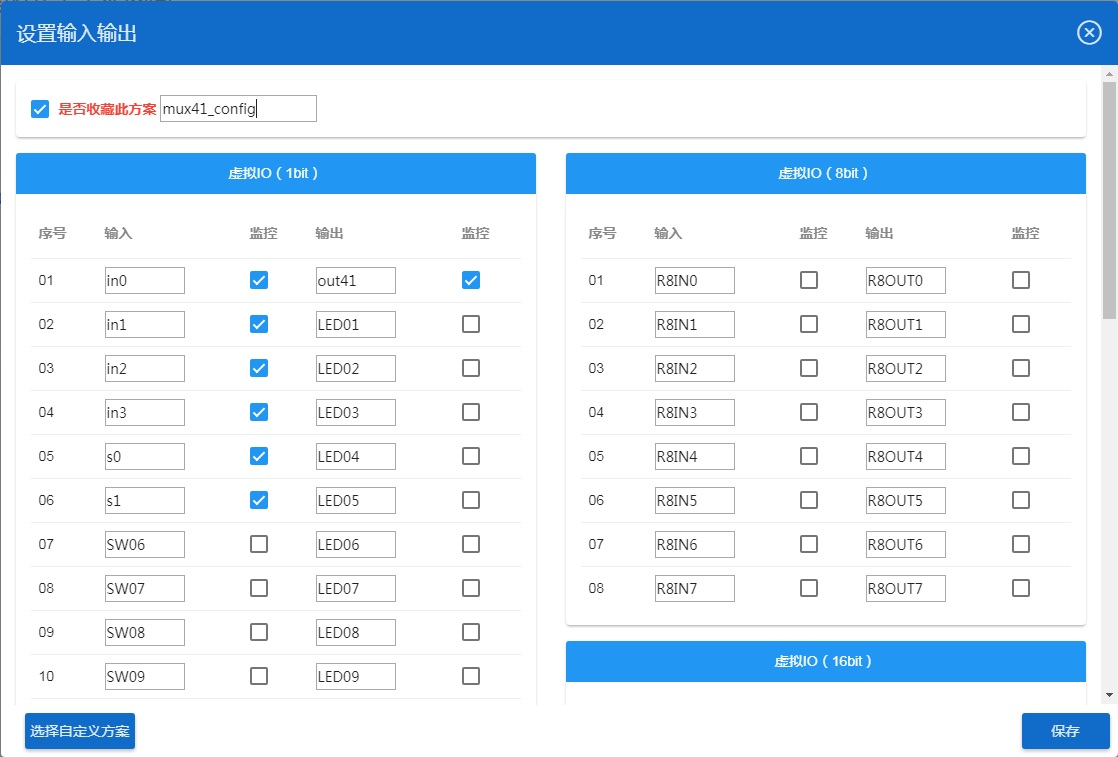 设置输入输出
是否收藏此方案 mux41_config
虚拟IO（1bit）
序号 输入 监控 输出 监控
01 in0 out41
02 in1 LED01
03 in2 LED02
04 in3 LED03
05 s0 LED04
06 s1 LED05
07 SW06 LED06
08 SW07 LED07
09 SW08 LED08
10 SW09 LED09
虚拟IO（8bit）
序号 输入 监控 输出 监控
01 R8IN0 R8OUT0
02 R8IN1 R8OUT1
03 R8IN2 R8OUT2
04 R8IN3 R8OUT3
05 R8IN4 R8OUT4
06 R8IN5 R8OUT5
07 R8IN6 R8OUT6
08 R8IN7 R8OUT7
虚拟IO（16bit）
选择自定义方案 保存